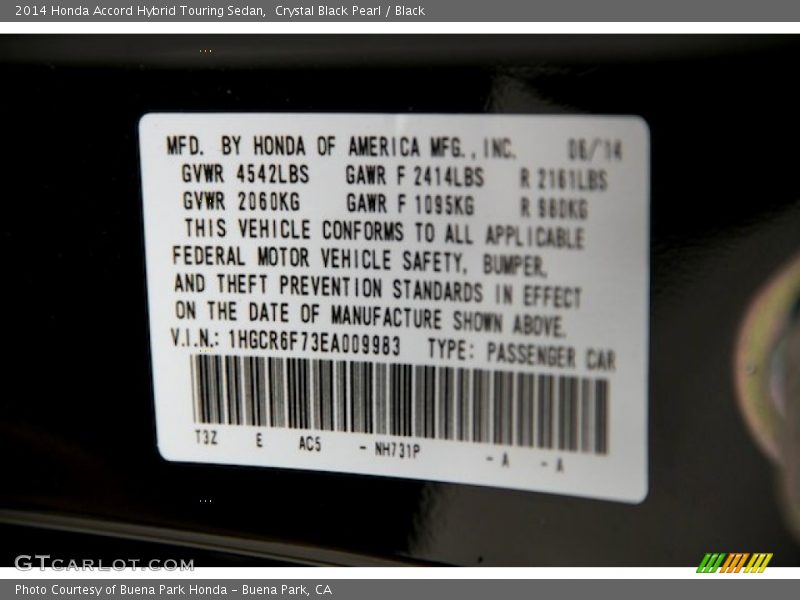 2014 Honda Accord Hybrid Touring Sedan,  Crystal Black Pearl / Black
MFD. BY HONDA OF AMERICA MFG., INC. 06/14
GVWR 4542LBS GAWR F 2414LBS R 2161LBS
GVWR 2060KG GAWR F 1095KG R 980KG
THIS VEHICLE CONFORMS TO ALL APPLICABLE
FEDERAL MOTOR VEHICLE SAFETY, BUMPER,
AND THEFT PREVENTION STANDARDS IN EFFECT
ON THE DATE OF MANUFACTURE SHOWN ABOVE.
V.I.N.: 1HGCR6F73EA009983 TYPE: PASSENGER CAR
T3Z E AC5 - NH731P - A - A
GTCARLOT.COM
Photo Courtesy of Buena Park Honda - Buena Park, CA